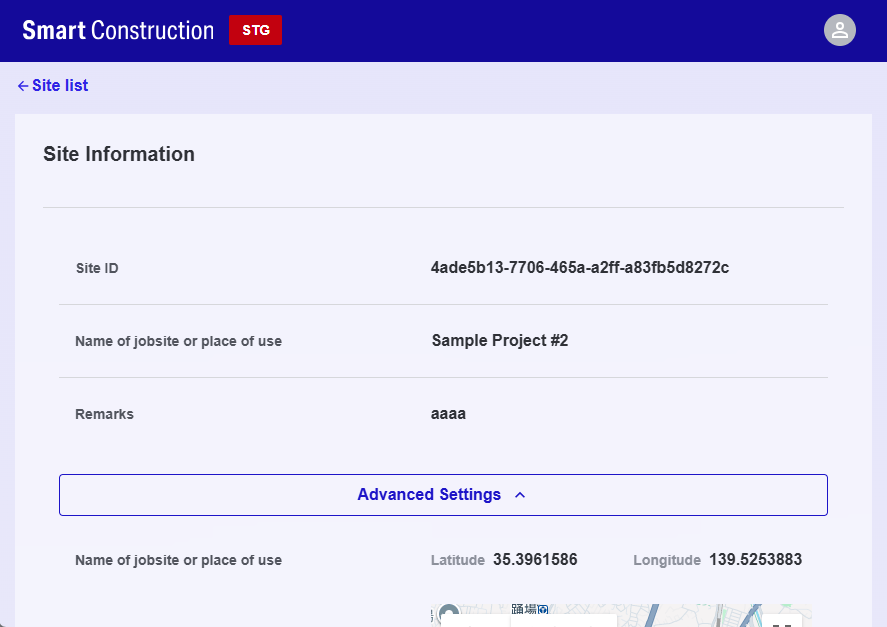 Smart Construction STG
Site list
Site Information
Site ID 4ade5b13-7706-465a-a2ff-a83fb5d8272c
Name of jobsite or place of use Sample Project #2
Remarks aaaa
Advanced Settings
Name of jobsite or place of use Latitude 35.3961586 Longitude 139.5253883
踊場